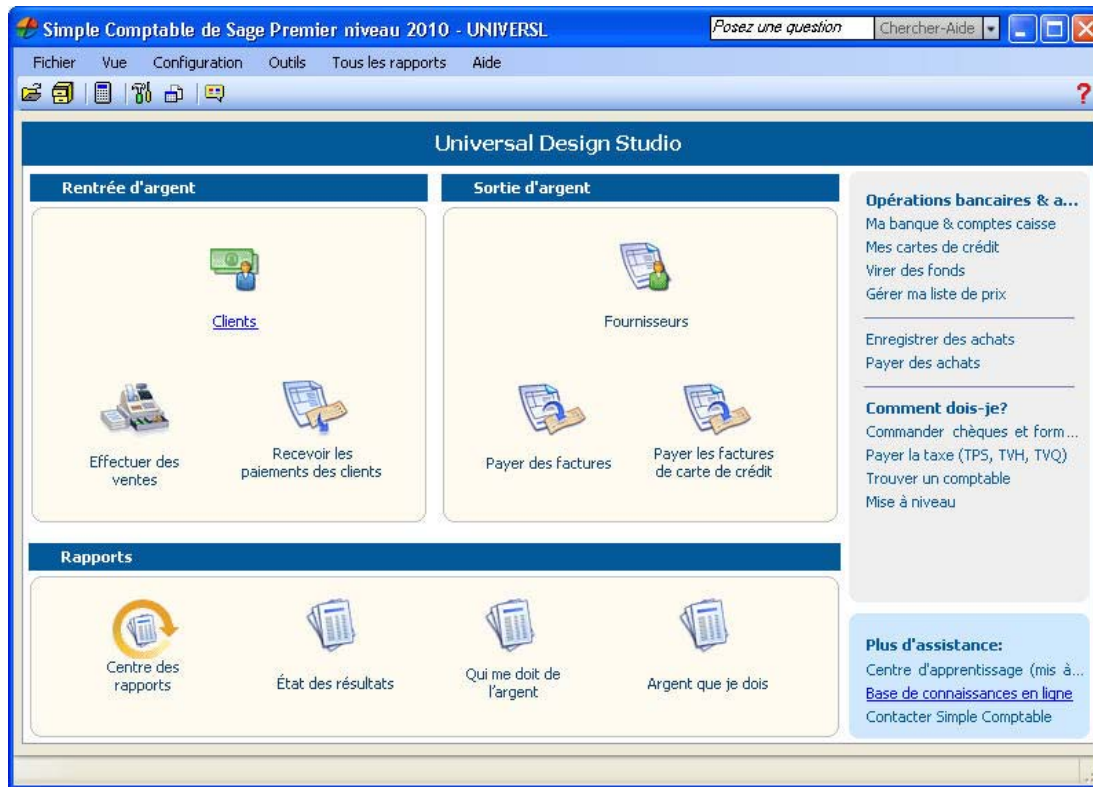 Simple Comptable de Sage Premier niveau 2010 - UNIVERSL
Posez une question
Chercher-Aide
Fichier Vue Configuration Outils Tous les rapports Aide
?
Universal Design Studio
Rentrée d'argent
Clients
Effectuer des
ventes
Recevoir les
paiements des clients
Sortie d'argent
Fournisseurs
Payer des factures
Payer les factures
de carte de crédit
Rapports
Centre des
rapports
État des résultats
Qui me doit de
l'argent
Argent que je dois
Opérations bancaires & a...
Ma banque & comptes caisse
Mes cartes de crédit
Virer des fonds
Gérer ma liste de prix
Enregistrer des achats
Payer des achats
Comment dois-je?
Commander chèques et form...
Payer la taxe (TPS, TVH, TVQ)
Trouver un comptable
Mise à niveau
Plus d'assistance:
Centre d'apprentissage (mis à...
Base de connaissances en ligne
Contacter Simple Comptable